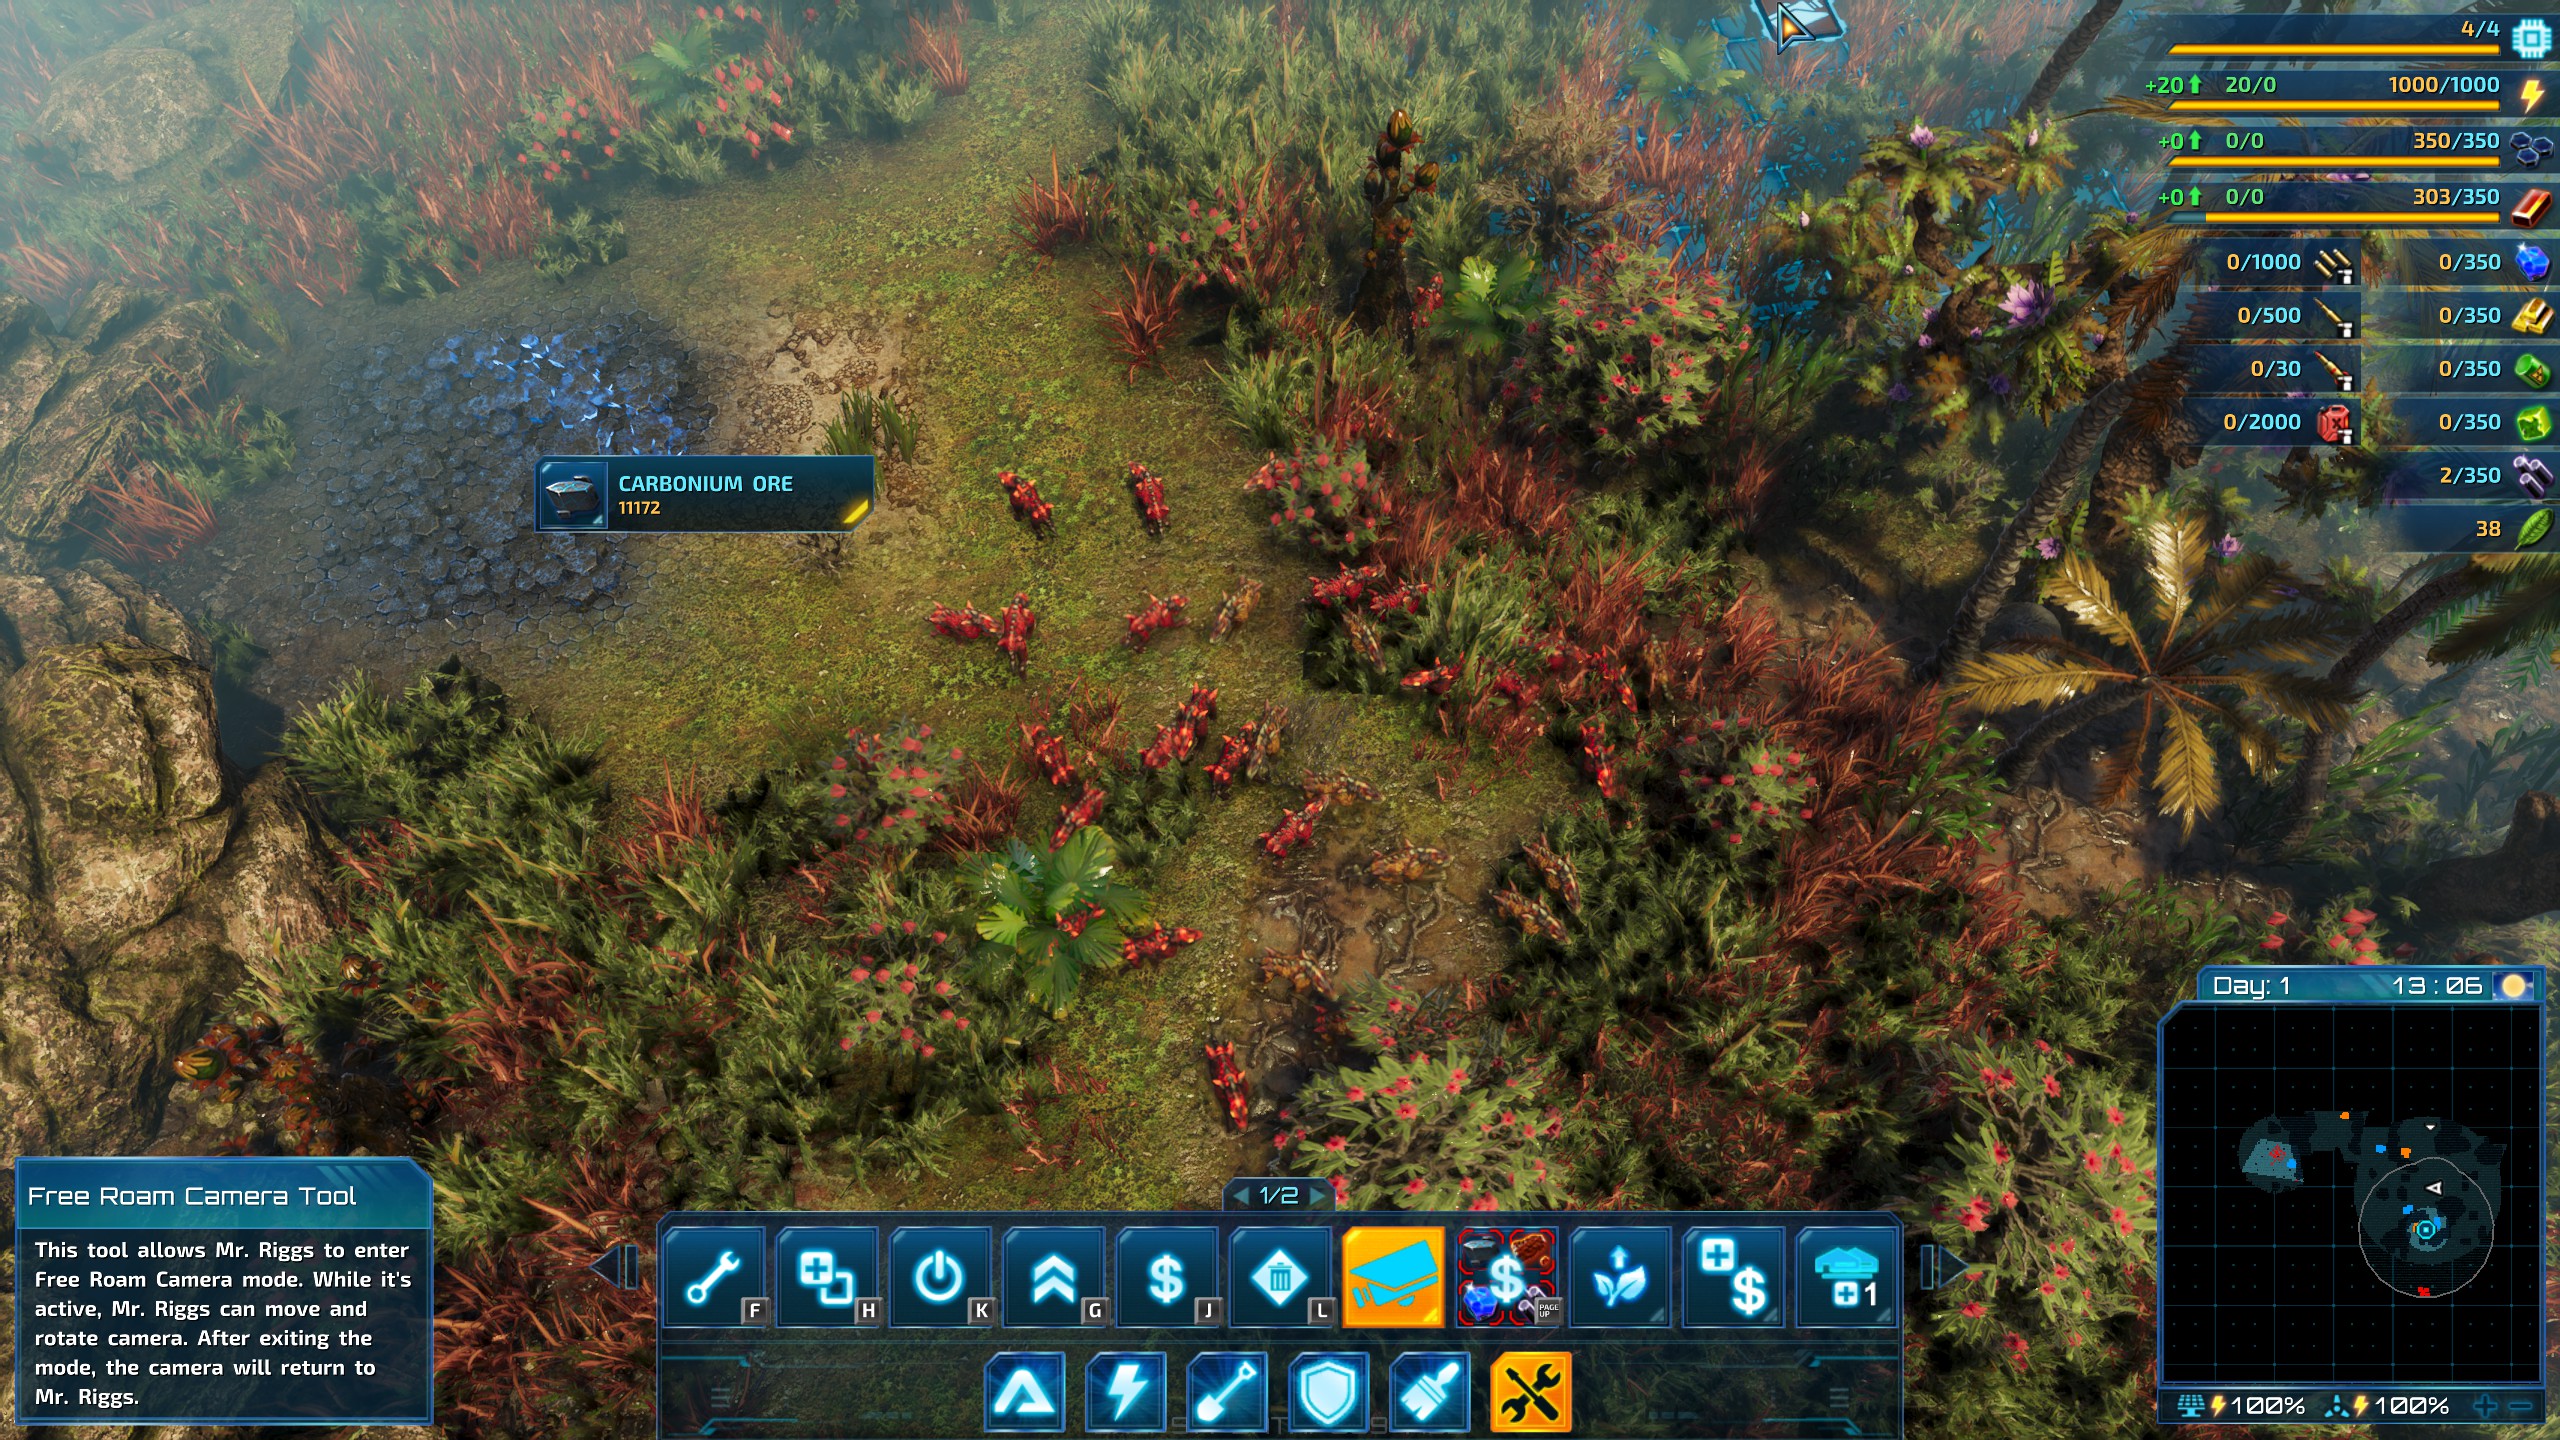 4/4
+20 20/0 1000/1000
+0 0/0 350/350
+0 0/0 303/350
0/1000 0/350
0/500 0/350
0/30 0/350
0/2000 0/350
2/350
38
CARBONIUM ORE
11172
Day: 1 13:06
Free Roam Camera Tool
This tool allows Mr. Riggs to enter
Free Roam Camera mode. While it's
active, Mr. Riggs can move and
rotate camera. After exiting the
mode, the camera will return to
Mr. Riggs.
1/2
F H K G J L PAGE UP 1
100% 100%